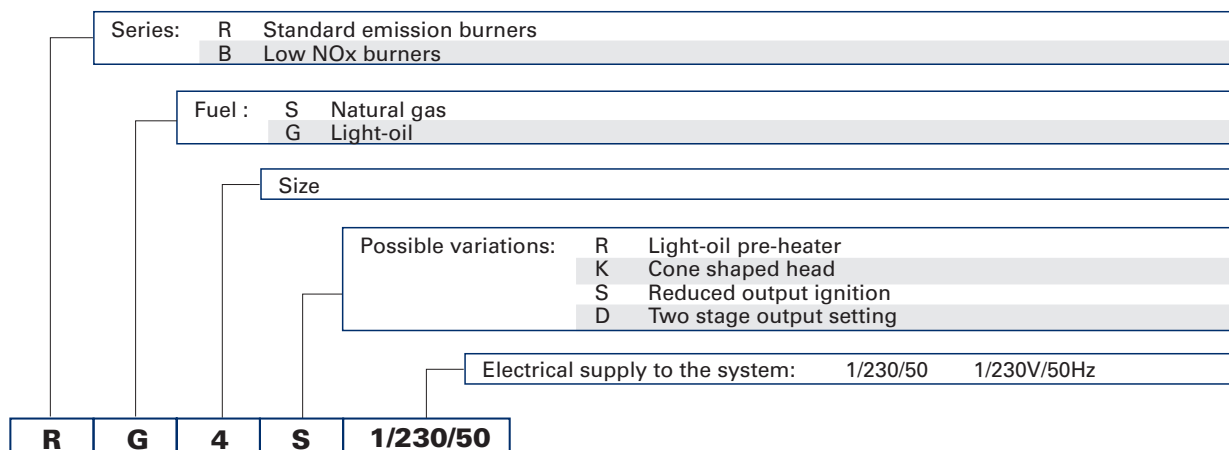 Series: R Standard emission burners
B Low NOx burners
Fuel : S Natural gas
G Light-oil
Size
Possible variations: R Light-oil pre-heater
K Cone shaped head
S Reduced output ignition
D Two stage output setting
Electrical supply to the system: 1/230/50 1/230V/50Hz
R G 4 S 1/230/50